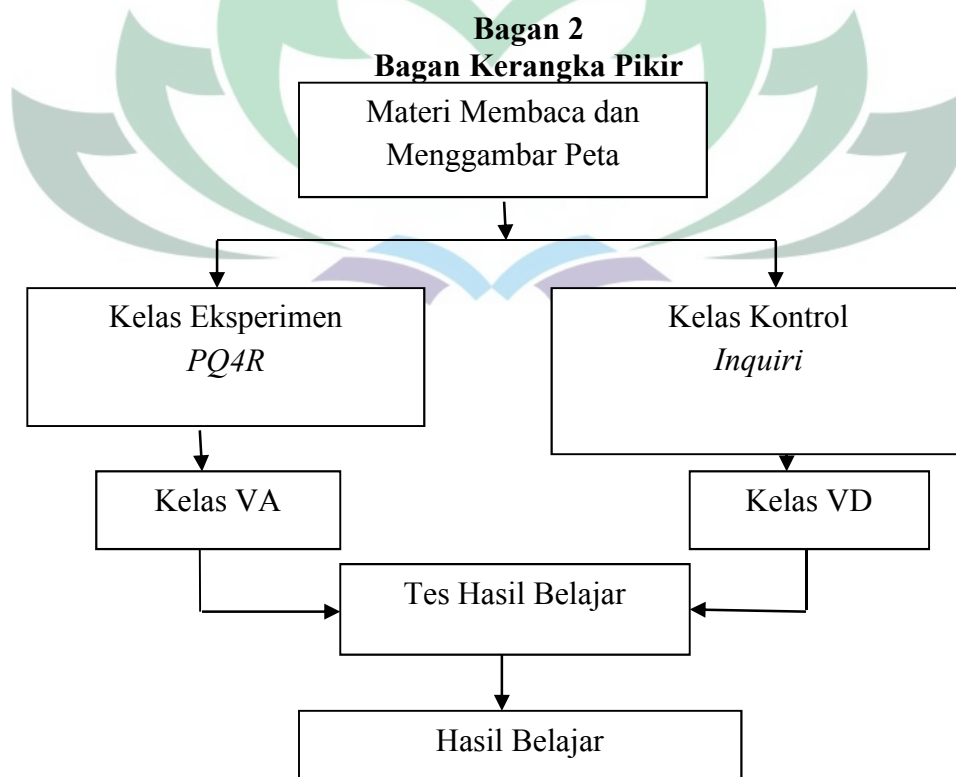 Bagan 2
Bagan Kerangka Pikir
Materi Membaca dan
Menggambar Peta
Kelas Eksperimen
PQ4R
Kelas Kontrol
Inquiri
Kelas VA
Kelas VD
Tes Hasil Belajar
Hasil Belajar